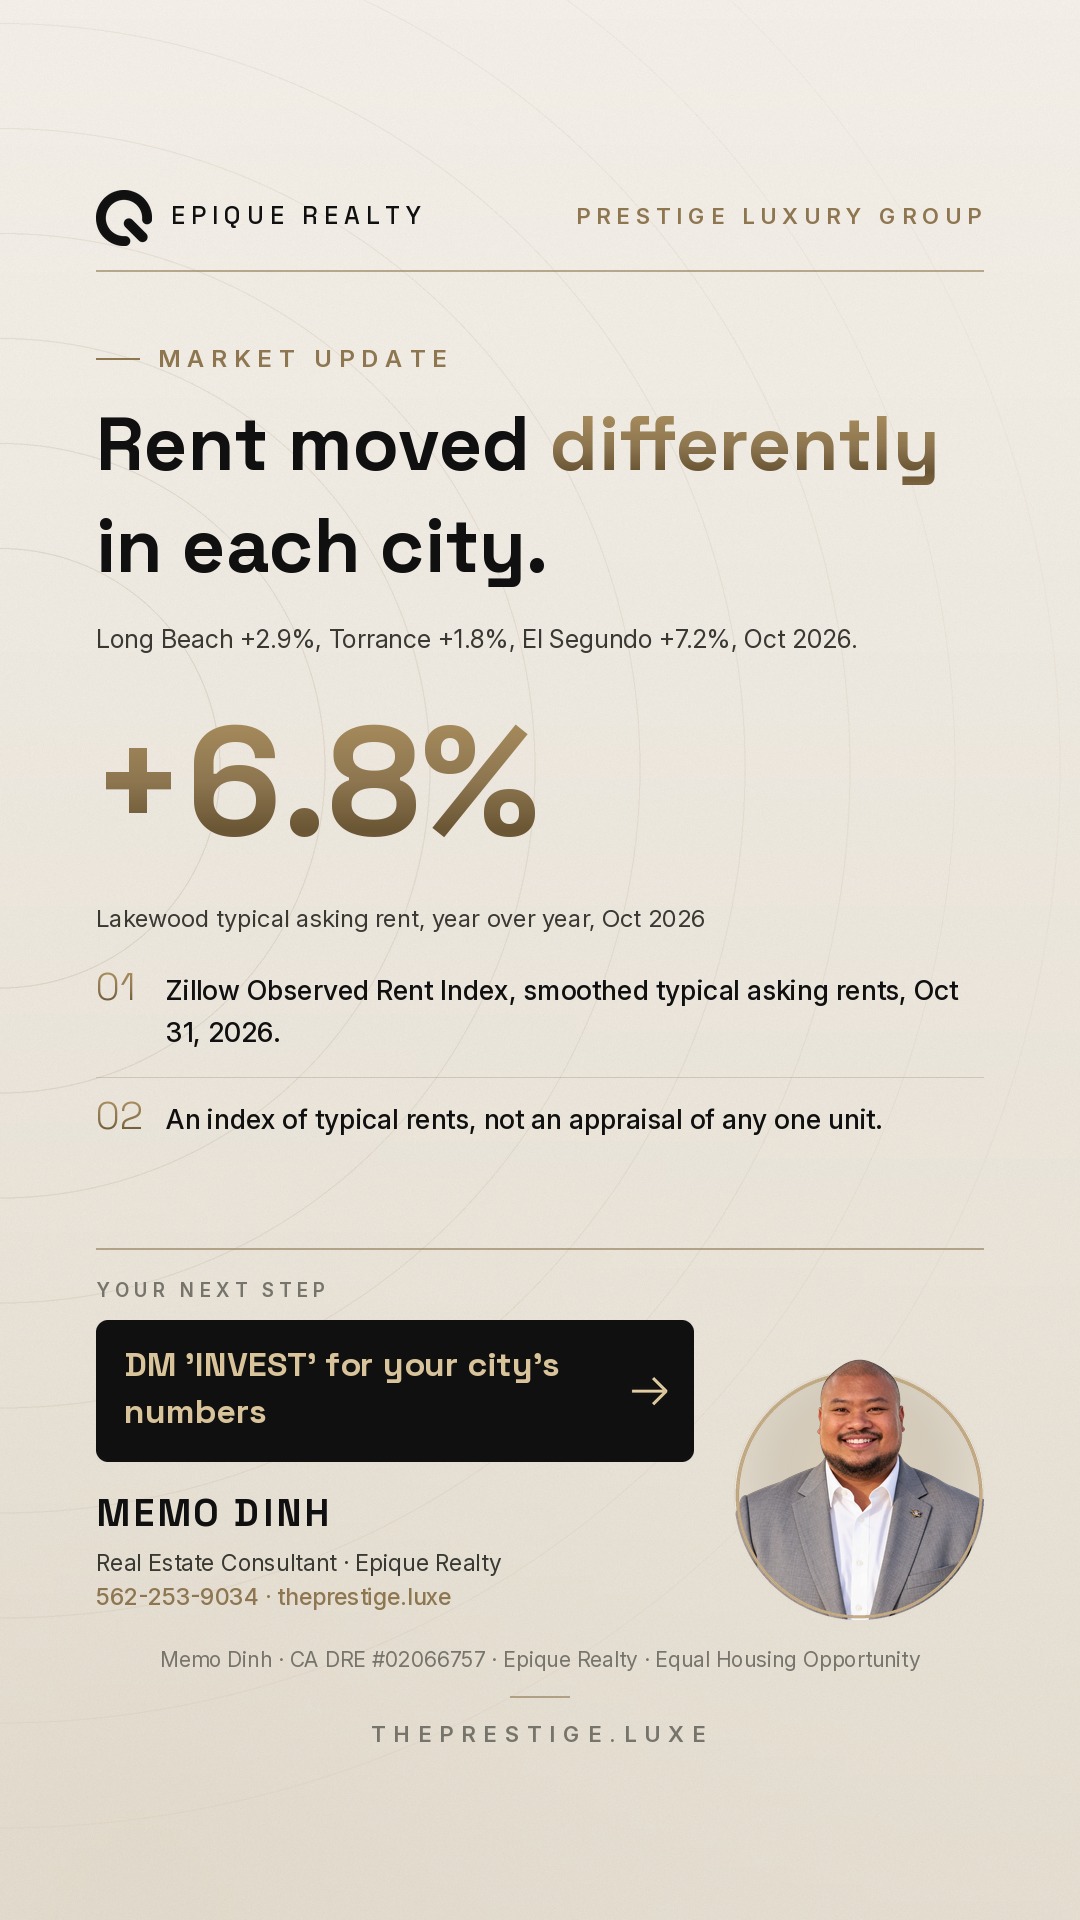 EPIQUE REALTY
PRESTIGE LUXURY GROUP
MARKET UPDATE
Rent moved differently
in each city.
Long Beach +2.9%, Torrance +1.8%, El Segundo +7.2%, Oct 2026.
+6.8%
Lakewood typical asking rent, year over year, Oct 2026
01 Zillow Observed Rent Index, smoothed typical asking rents, Oct
31, 2026.
02 An index of typical rents, not an appraisal of any one unit.
YOUR NEXT STEP
DM ’INVEST’ for your city’s
numbers
→
MEMO DINH
Real Estate Consultant · Epique Realty
562-253-9034 · theprestige.luxe
Memo Dinh · CA DRE #02066757 · Epique Realty · Equal Housing Opportunity
THEPRESTIGE.LUXE